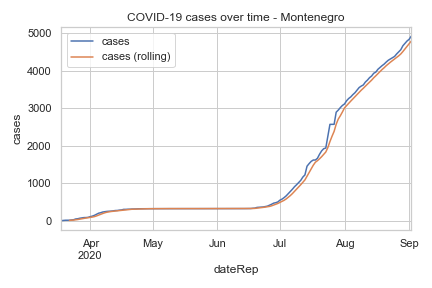 COVID-19 cases over time - Montenegro
cases
cases (rolling)
5000
4000
3000
2000
1000
0
cases
Apr
2020
May
Jun
Jul
Aug
Sep
dateRep